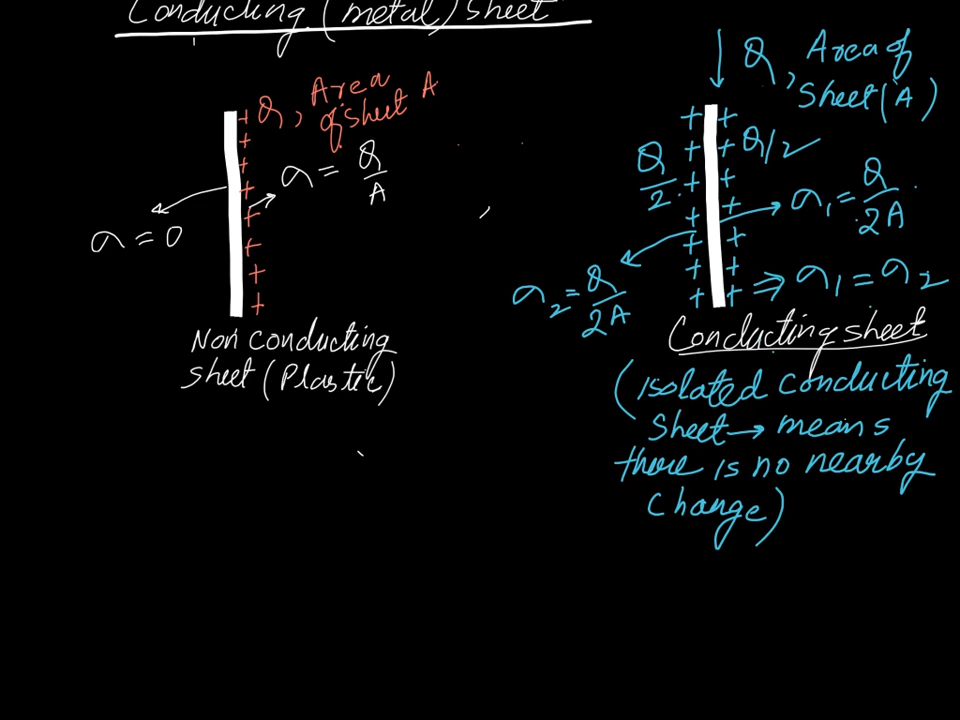 Conducting (metal) Sheet
+ Q, Area of Sheet A
+
+
+
+
+
+
+
σ = Q/A
σ = 0
Non conducting
sheet (Plastic)
Q, Area of
Sheet (A)
+ +
+ + Q/2
Q/2 + +
+ + σ₁ = Q/2A
+ +
+ +
+ + ⇒ σ₁ = σ₂
σ₂ = Q/2A
Conducting sheet
(isolated conducting
Sheet → means
there is no nearby
change)